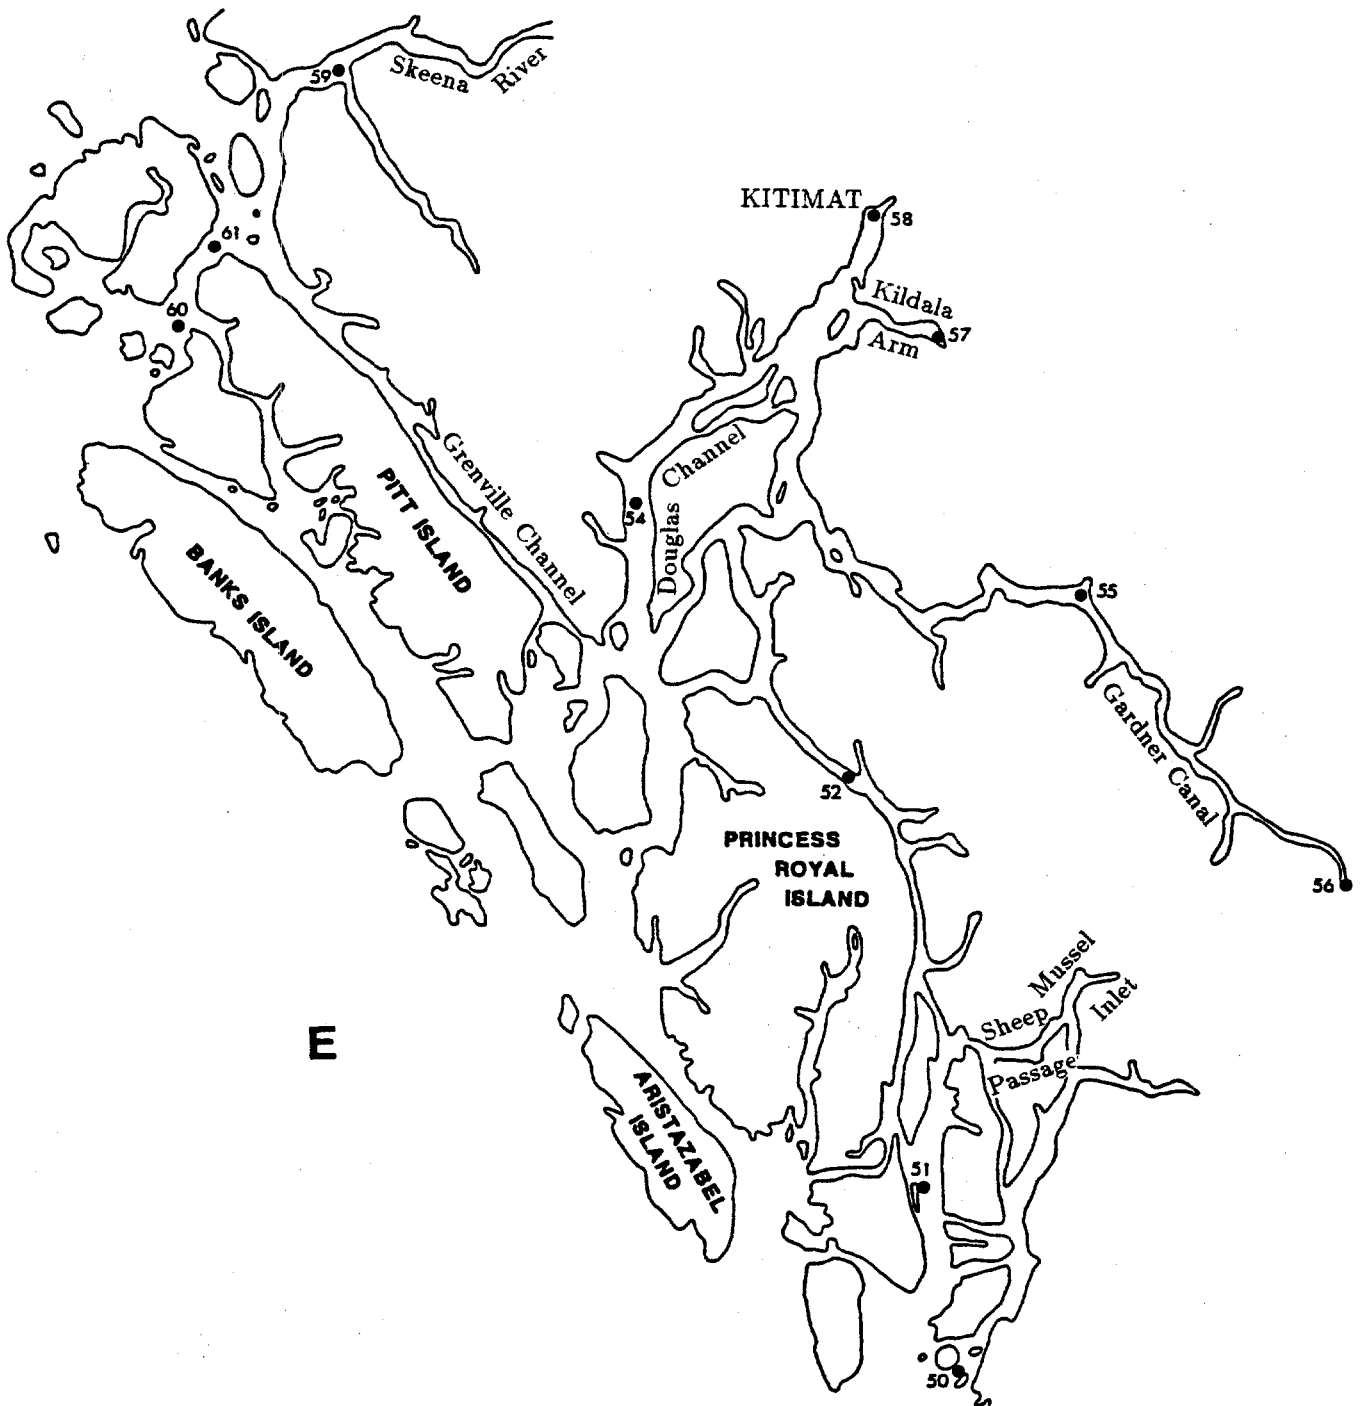 59
Skeena
River
KITIMAT
58
61
Kildala
60
57
Arm
Channel
Grenville Channel
PITT ISLAND
54
Douglas
BANKS ISLAND
55
Gardner Canal
52
PRINCESS
ROYAL
ISLAND
56
Mussel
Inlet
Sheep
Passage
E
ARISTAZABEL
ISLAND
51
50